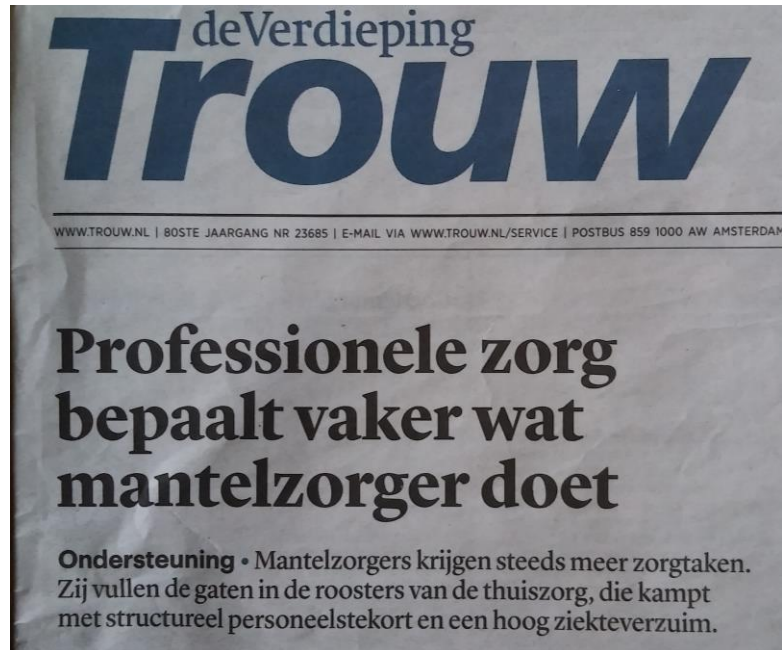 deVerdieping
Trouw
WWW.TROUW.NL | 80STE JAARGANG NR 23685 | E-MAIL VIA WWW.TROUW.NL/SERVICE | POSTBUS 859 1000 AW AMSTERDAM
Professionele zorg
bepaalt vaker wat
mantelzorger doet
Ondersteuning • Mantelzorgers krijgen steeds meer zorgtaken.
Zij vullen de gaten in de roosters van de thuiszorg, die kampt
met structureel personeelstekort en een hoog ziekteverzuim.